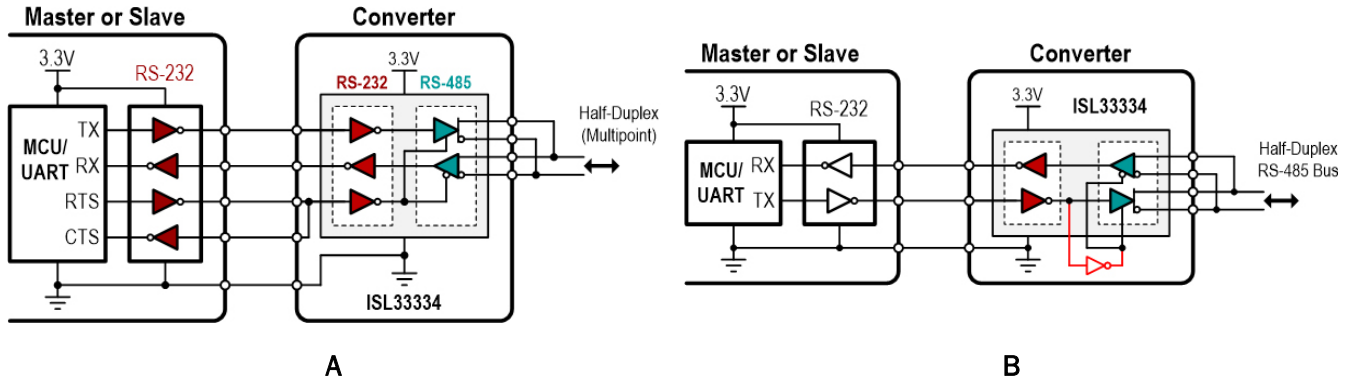 Master or Slave
Converter
3.3V
RS-232
3.3V
RS-232
RS-485
MCU/
UART
TX
RX
RTS
CTS
Half-Duplex
(Multipoint)
ISL33334
A
Master or Slave
Converter
3.3V
RS-232
3.3V
ISL33334
MCU/
UART
RX
TX
Half-Duplex
RS-485 Bus
B